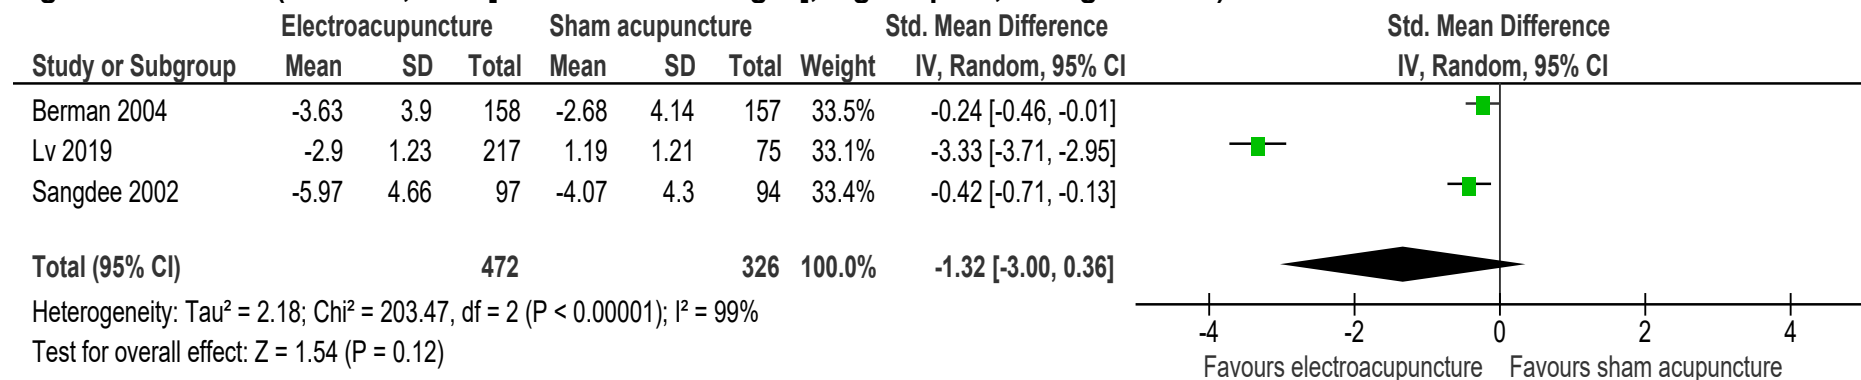 Electroacupuncture Sham acupuncture Std. Mean Difference Std. Mean Difference
Study or Subgroup Mean SD Total Mean SD Total Weight IV, Random, 95% CI IV, Random, 95% CI
Berman 2004 -3.63 3.9 158 -2.68 4.14 157 33.5% -0.24 [-0.46, -0.01]
Lv 2019 -2.9 1.23 217 1.19 1.21 75 33.1% -3.33 [-3.71, -2.95]
Sangdee 2002 -5.97 4.66 97 -4.07 4.3 94 33.4% -0.42 [-0.71, -0.13]
Total (95% CI) 472 326 100.0% -1.32 [-3.00, 0.36]
Heterogeneity: Tau² = 2.18; Chi² = 203.47, df = 2 (P < 0.00001); I² = 99%
Test for overall effect: Z = 1.54 (P = 0.12)
-4 -2 0 2 4
Favours electroacupuncture Favours sham acupuncture